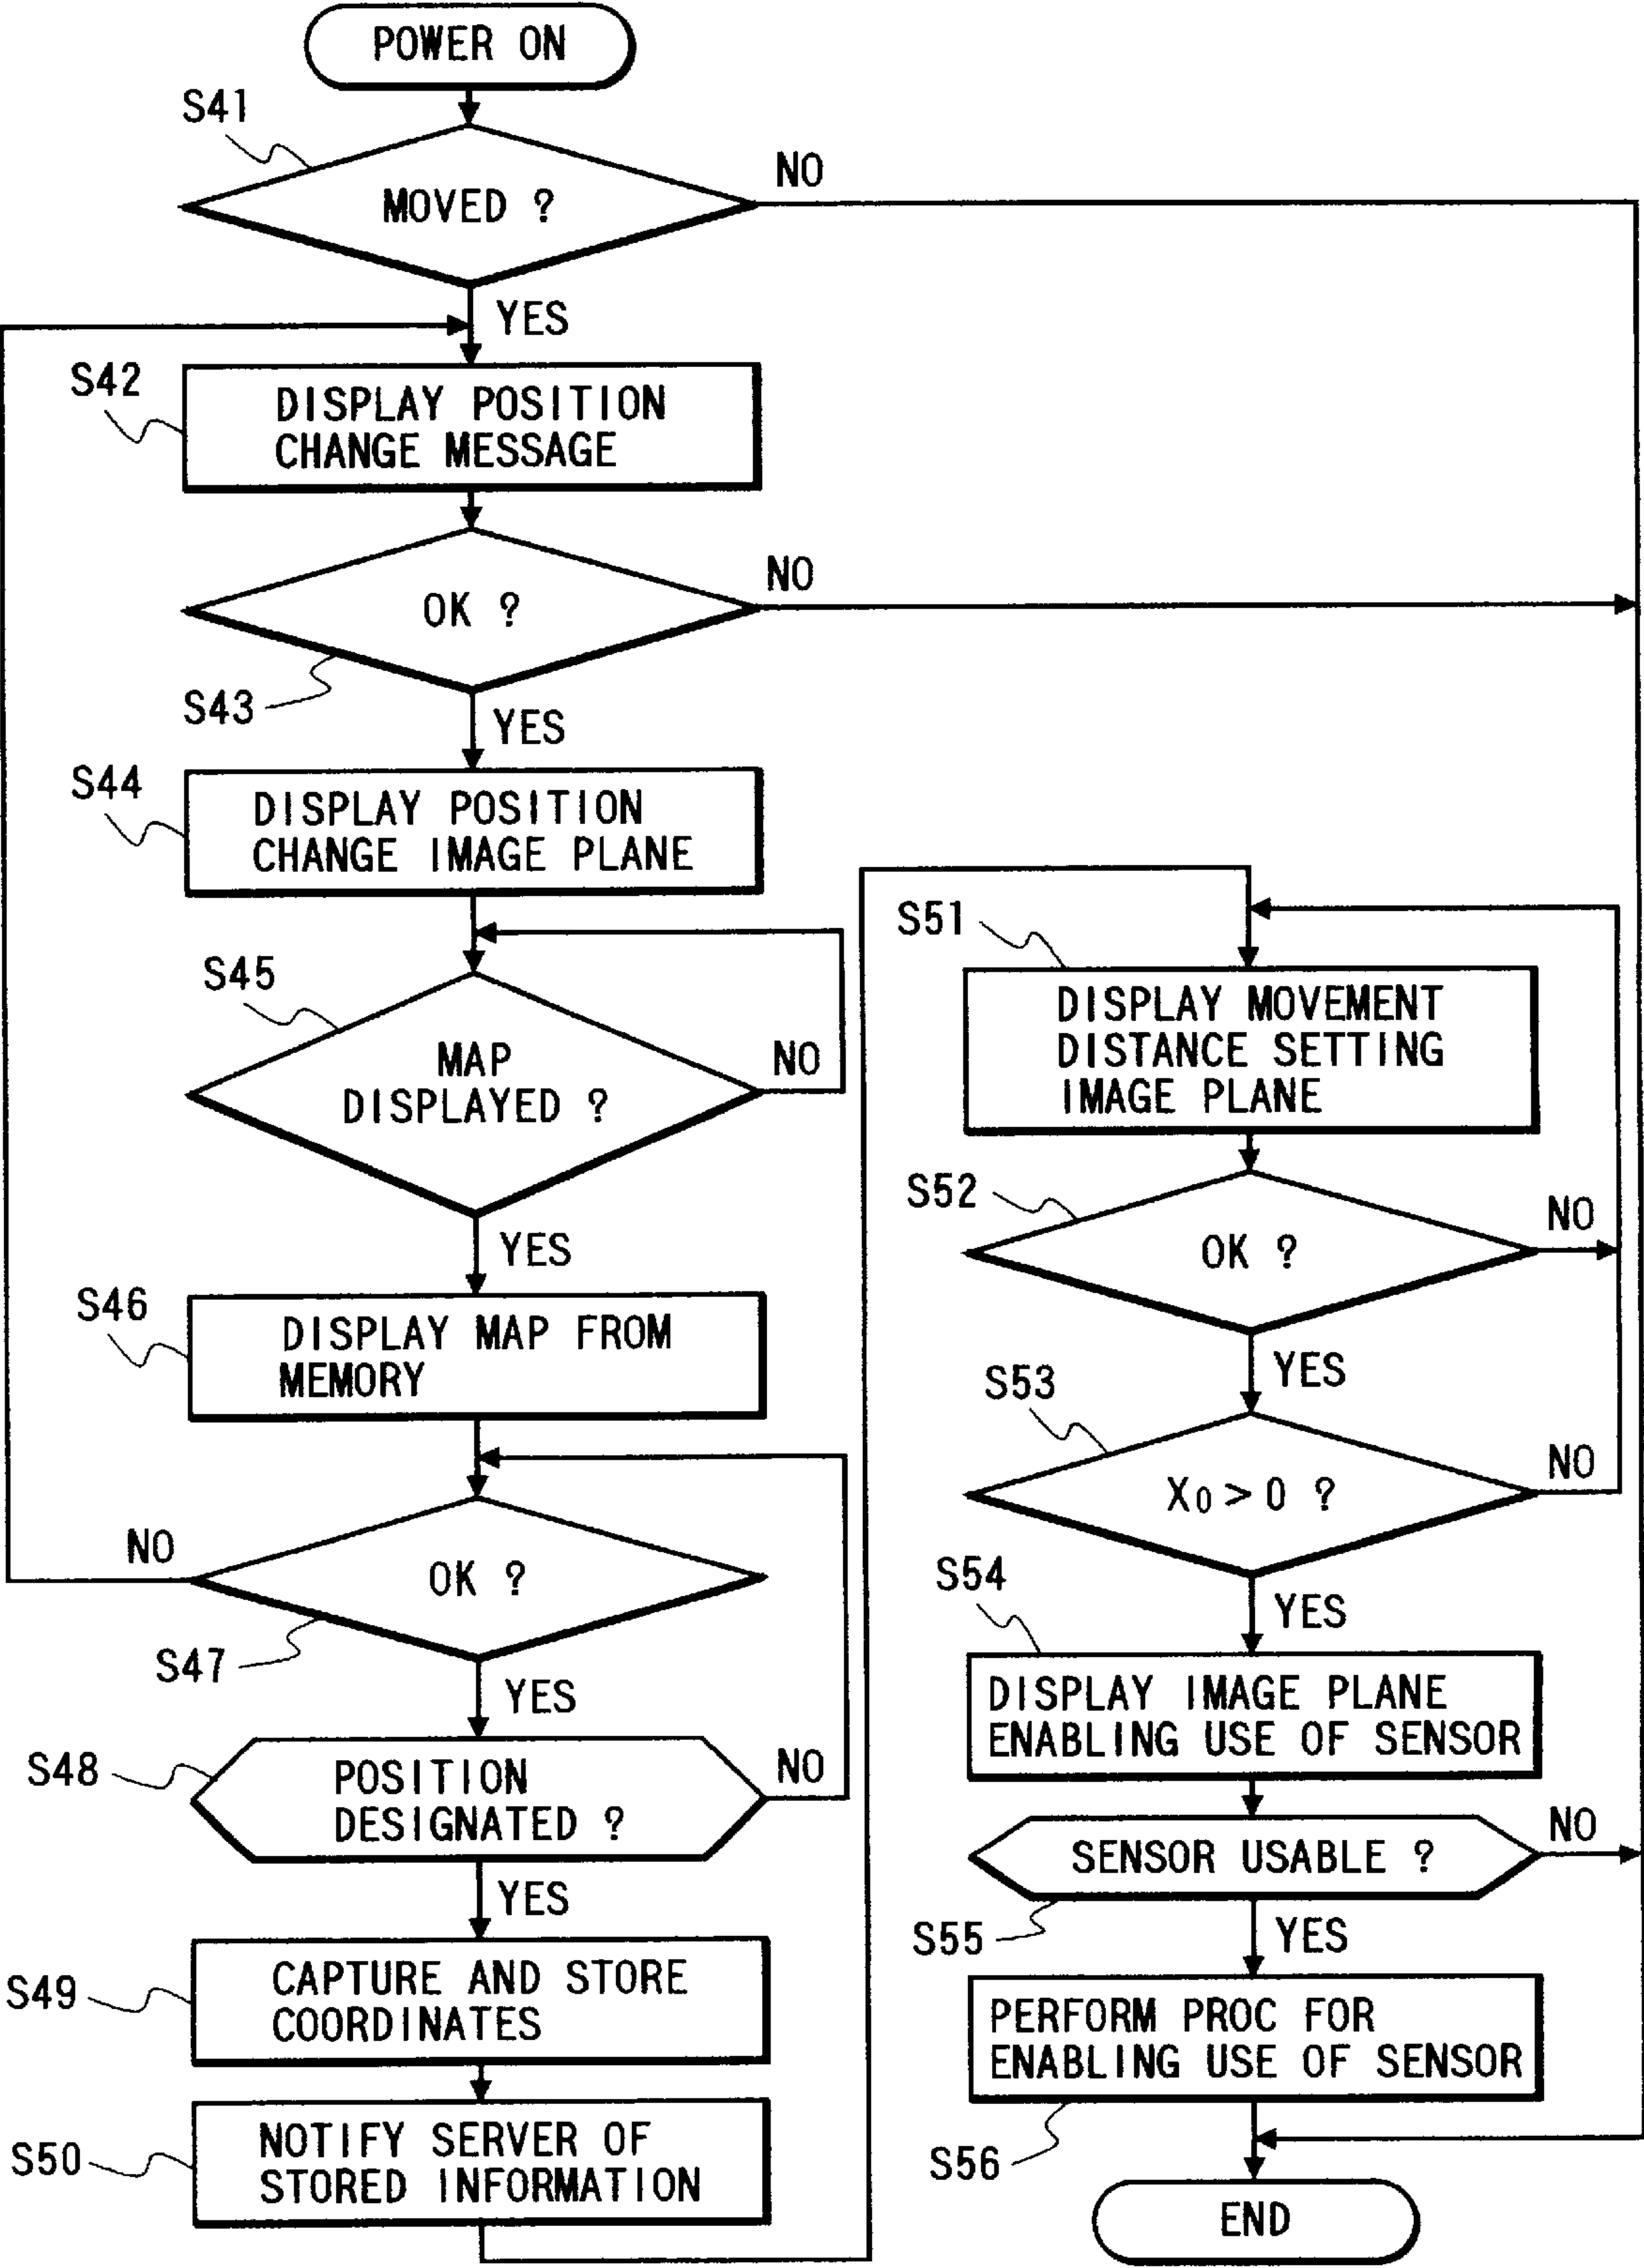 POWER ON
S41
MOVED ?
NO
YES
S42
DISPLAY POSITION
CHANGE MESSAGE
OK ?
NO
S43
YES
S44
DISPLAY POSITION
CHANGE IMAGE PLANE
S45
MAP
DISPLAYED ?
NO
YES
S46
DISPLAY MAP FROM
MEMORY
NO
OK ?
S47
YES
S48
POSITION
DESIGNATED ?
NO
YES
S49
CAPTURE AND STORE
COORDINATES
S50
NOTIFY SERVER OF
STORED INFORMATION
S51
DISPLAY MOVEMENT
DISTANCE SETTING
IMAGE PLANE
S52
OK ?
NO
YES
S53
X0 > 0 ?
NO
YES
S54
DISPLAY IMAGE PLANE
ENABLING USE OF SENSOR
SENSOR USABLE ?
NO
S55
YES
PERFORM PROC FOR
ENABLING USE OF SENSOR
S56
END